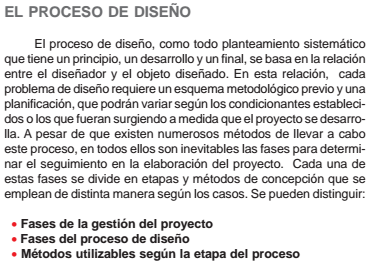 EL PROCESO DE DISEÑO
El proceso de diseño, como todo planteamiento sistemático
que tiene un principio, un desarrollo y un final, se basa en la relación
entre el diseñador y el objeto diseñado. En esta relación, cada
problema de diseño requiere un esquema metodológico previo y una
planificación, que podrán variar según los condicionantes estableci-
dos o los que fueran surgiendo a medida que el proyecto se desarro-
lla. A pesar de que existen numerosos métodos de llevar a cabo
este proceso, en todos ellos son inevitables las fases para determi-
nar el seguimiento en la elaboración del proyecto. Cada una de
estas fases se divide en etapas y métodos de concepción que se
emplean de distinta manera según los casos. Se pueden distinguir:
• Fases de la gestión del proyecto
• Fases del proceso de diseño
• Métodos utilizables según la etapa del proceso